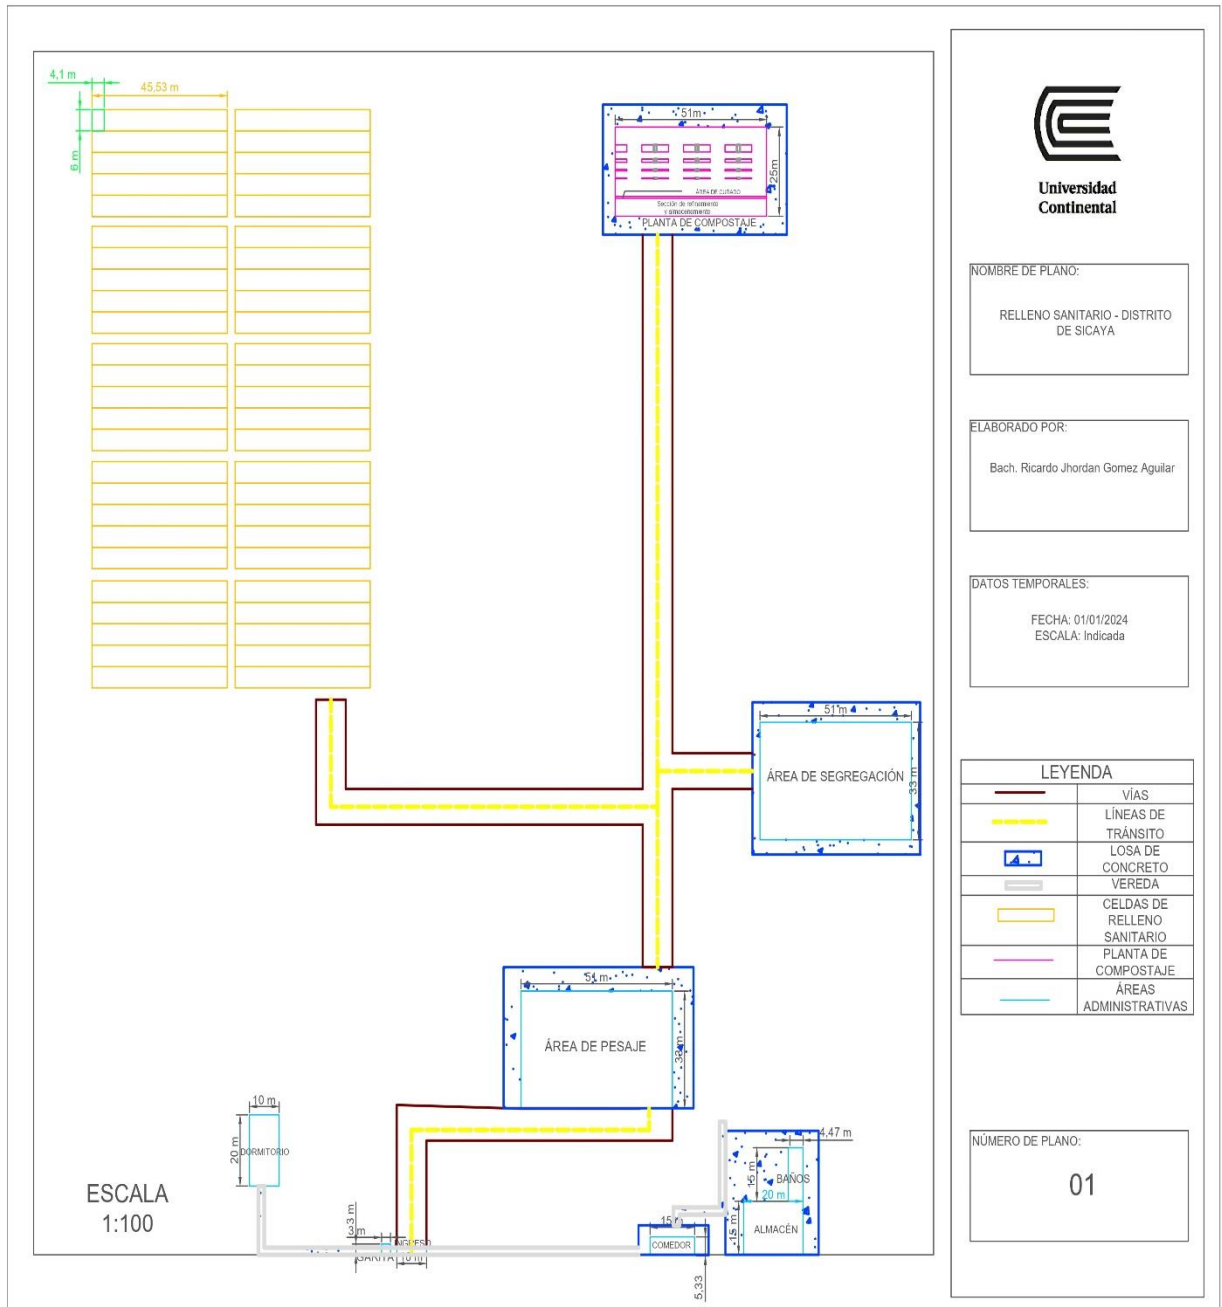 4,1 m
45,53 m
6 m
51m
25m
ÁREA DE CURADO
Sección de refinamiento
y almacenamiento
PLANTA DE COMPOSTAJE
51 m
ÁREA DE SEGREGACIÓN
33 m
51 m
ÁREA DE PESAJE
33 m
10 m
20 m
DORMITORIO
ESCALA
1:100
3 m
3 m
INGRESO
GARITA
10 m
15 m
COMEDOR
5,33
4,47 m
15 m
BAÑOS
20 m
15 m
ALMACÉN
Universidad
Continental
NOMBRE DE PLANO:
RELLENO SANITARIO - DISTRITO
DE SICAYA
ELABORADO POR:
Bach. Ricardo Jhordan Gomez Aguilar
DATOS TEMPORALES:
FECHA: 01/01/2024
ESCALA: Indicada
LEYENDA
VÍAS
LÍNEAS DE
TRÁNSITO
LOSA DE
CONCRETO
VEREDA
CELDAS DE
RELLENO
SANITARIO
PLANTA DE
COMPOSTAJE
ÁREAS
ADMINISTRATIVAS
NÚMERO DE PLANO:
01